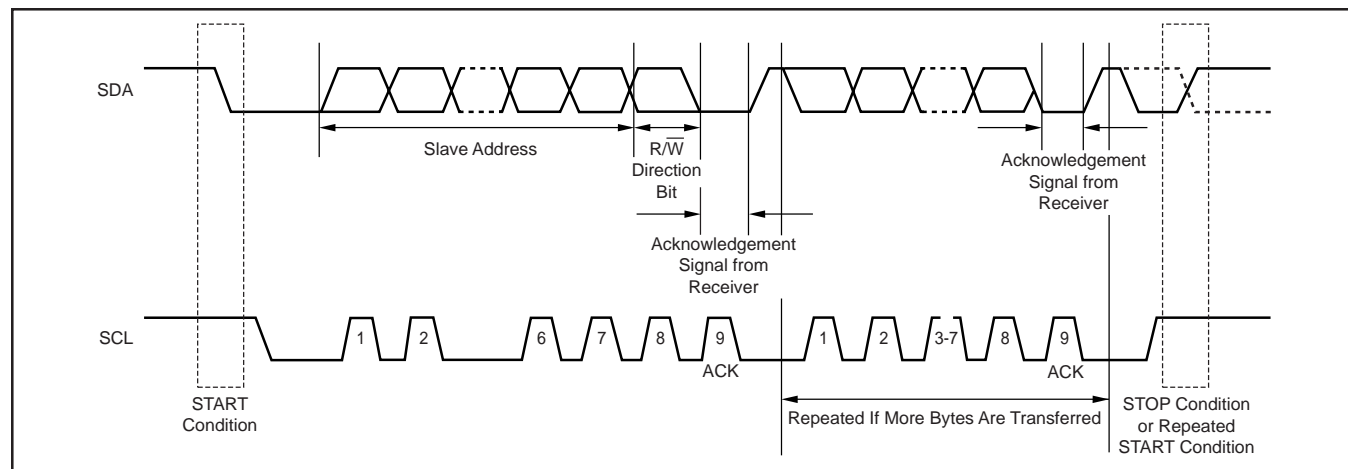 SDA
Slave Address
R/W̅
Direction
Bit
Acknowledgement
Signal from
Receiver
Acknowledgement
Signal from
Receiver
SCL
1
2
6
7
8
9
1
2
3-7
8
9
ACK
ACK
START
Condition
Repeated If More Bytes Are Transferred
STOP Condition
or Repeated
START Condition